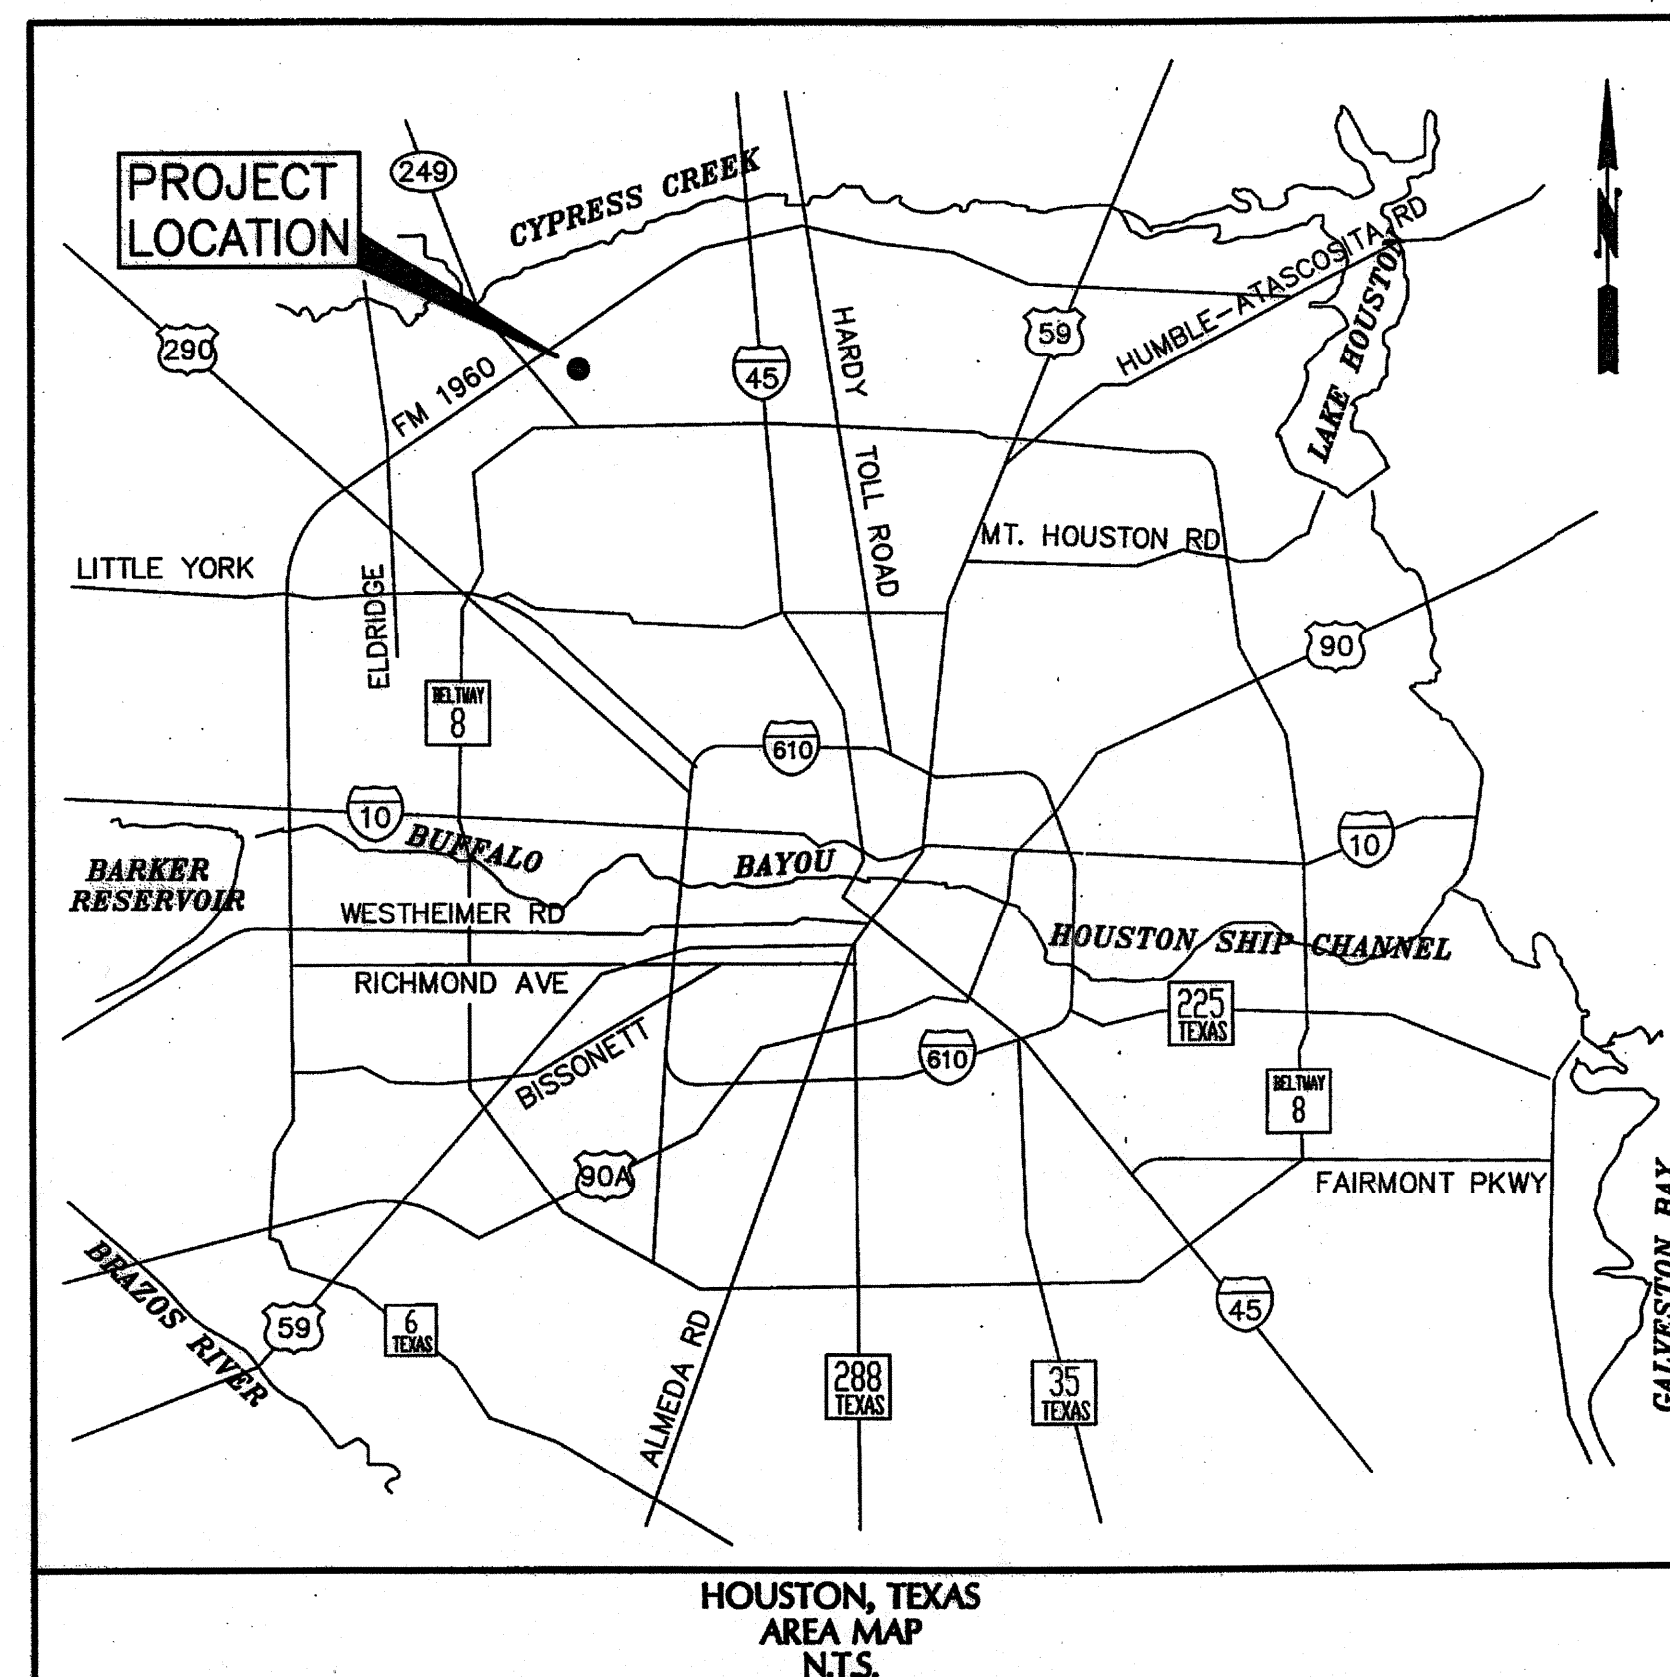 PROJECT
LOCATION
249
CYPRESS CREEK
N
HUMBLE-ATASCOSITA RD
LAKE HOUSTON
290
FM 1960
45
HARDY
TOLL ROAD
59
MT. HOUSTON RD
LITTLE YORK
ELDRIDGE
90
BELTWAY
8
610
10
BUFFALO
BAYOU
10
BARKER
RESERVOIR
WESTHEIMER RD
HOUSTON SHIP CHANNEL
RICHMOND AVE
225
TEXAS
BISSONETT
610
BELTWAY
8
90A
FAIRMONT PKWY
GALVESTON BAY
BRAZOS RIVER
59
6
TEXAS
ALMEDA RD
288
TEXAS
35
TEXAS
45
HOUSTON, TEXAS
AREA MAP
N.T.S.